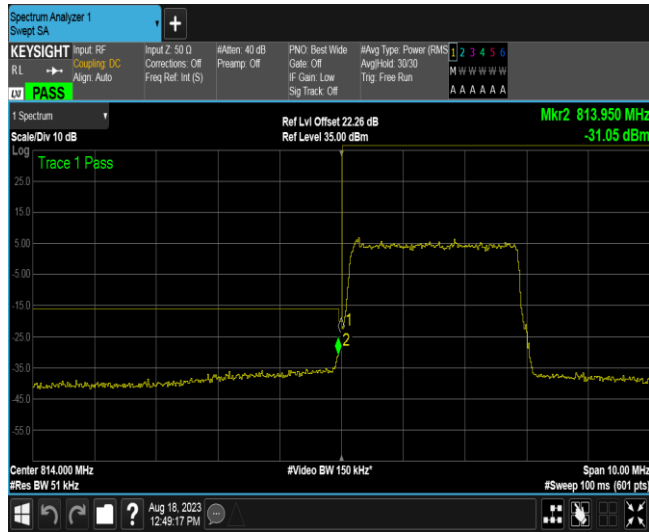 Spectrum Analyzer 1
Swept SA
+
KEYSIGHT
RL
Input: RF
Coupling: DC
Align: Auto
Input Z: 50 Ω
Corrections: Off
Freq Ref: Int (S)
#Atten: 40 dB
Preamp: Off
PNO: Best Wide
Gate: Off
IF Gain: Low
Sig Track: Off
#Avg Type: Power (RMS
Avg|Hold: 30/30
Trig: Free Run
1 2 3 4 5 6
M W W W W W
A A A A A A
PASS
1 Spectrum
Ref Lvl Offset 22.26 dB
Mkr2 813.950 MHz
Scale/Div 10 dB
Ref Level 35.00 dBm
-31.05 dBm
Log
Trace 1 Pass
25.0
15.0
5.00
-5.00
-15.0
-25.0
-35.0
-45.0
-55.0
1
2
Center 814.000 MHz
#Video BW 150 kHz*
Span 10.00 MHz
#Res BW 51 kHz
#Sweep 100 ms (601 pts)
?
Aug 18, 2023
12:49:17 PM